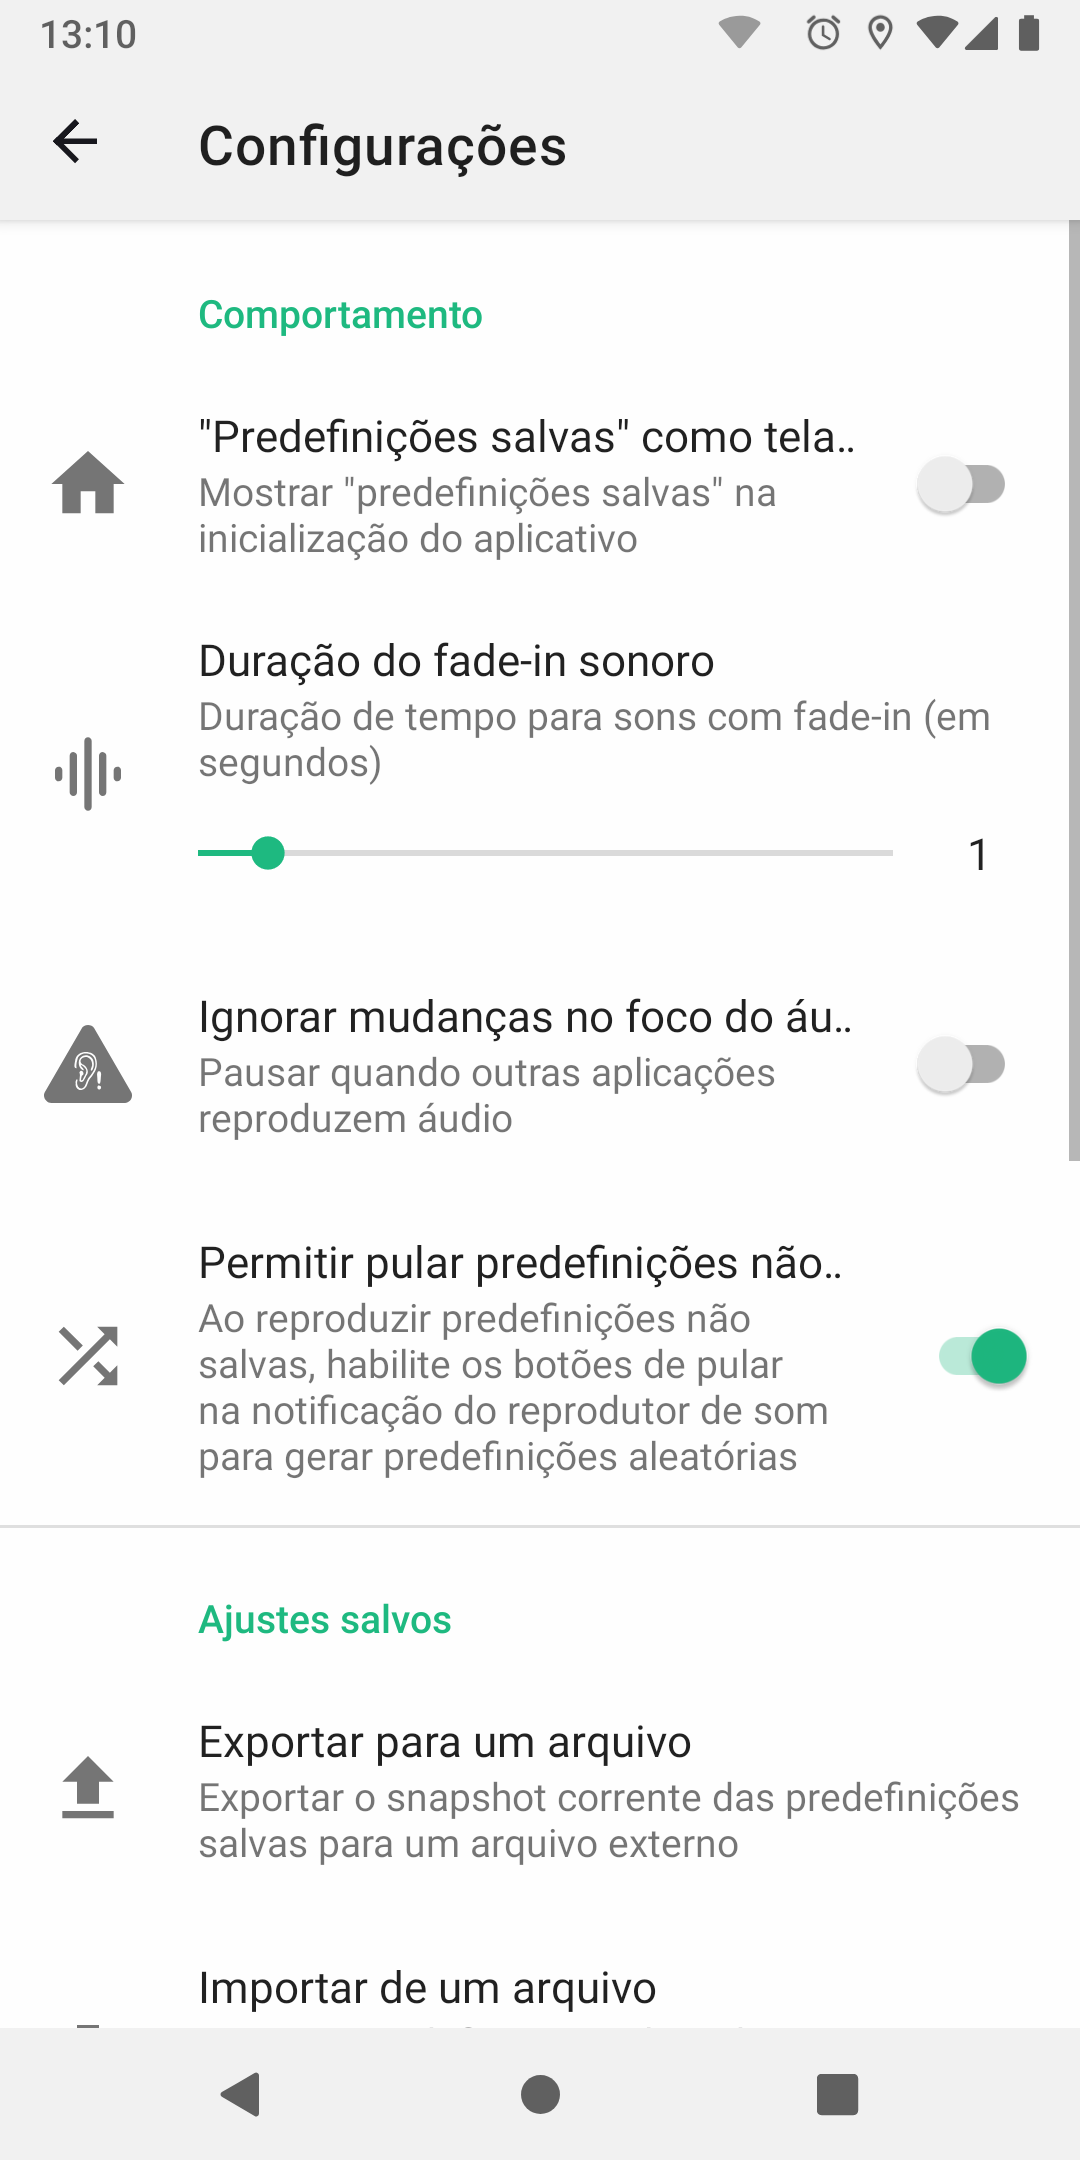 13:10
Configurações
Comportamento
"Predefinições salvas" como tela..
Mostrar "predefinições salvas" na
inicialização do aplicativo
Duração do fade-in sonoro
Duração de tempo para sons com fade-in (em
segundos)
1
Ignorar mudanças no foco do áu..
Pausar quando outras aplicações
reproduzem áudio
Permitir pular predefinições não..
Ao reproduzir predefinições não
salvas, habilite os botões de pular
na notificação do reprodutor de som
para gerar predefinições aleatórias
Ajustes salvos
Exportar para um arquivo
Exportar o snapshot corrente das predefinições
salvas para um arquivo externo
Importar de um arquivo